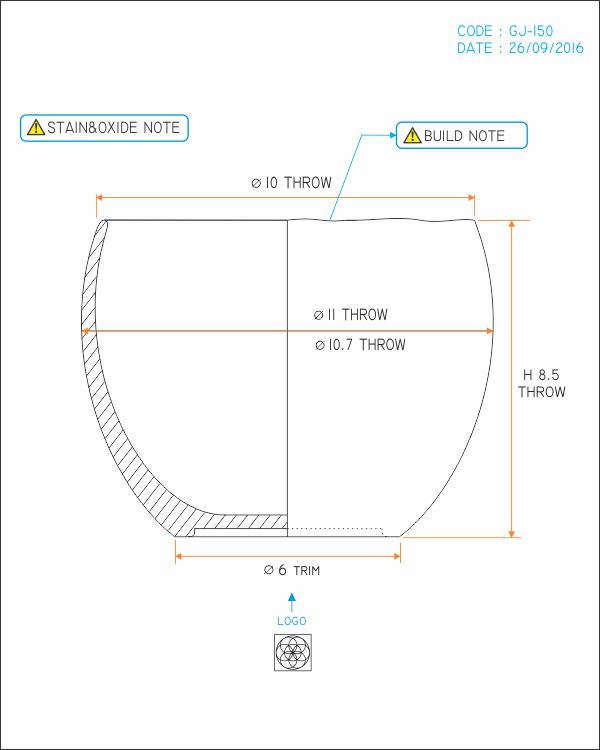 CODE : GJ-150
DATE : 26/09/2016
STAIN&OXIDE NOTE
BUILD NOTE
⌀ 10 THROW
⌀ 11 THROW
⌀ 10.7 THROW
H 8.5
THROW
⌀ 6 TRIM
LOGO